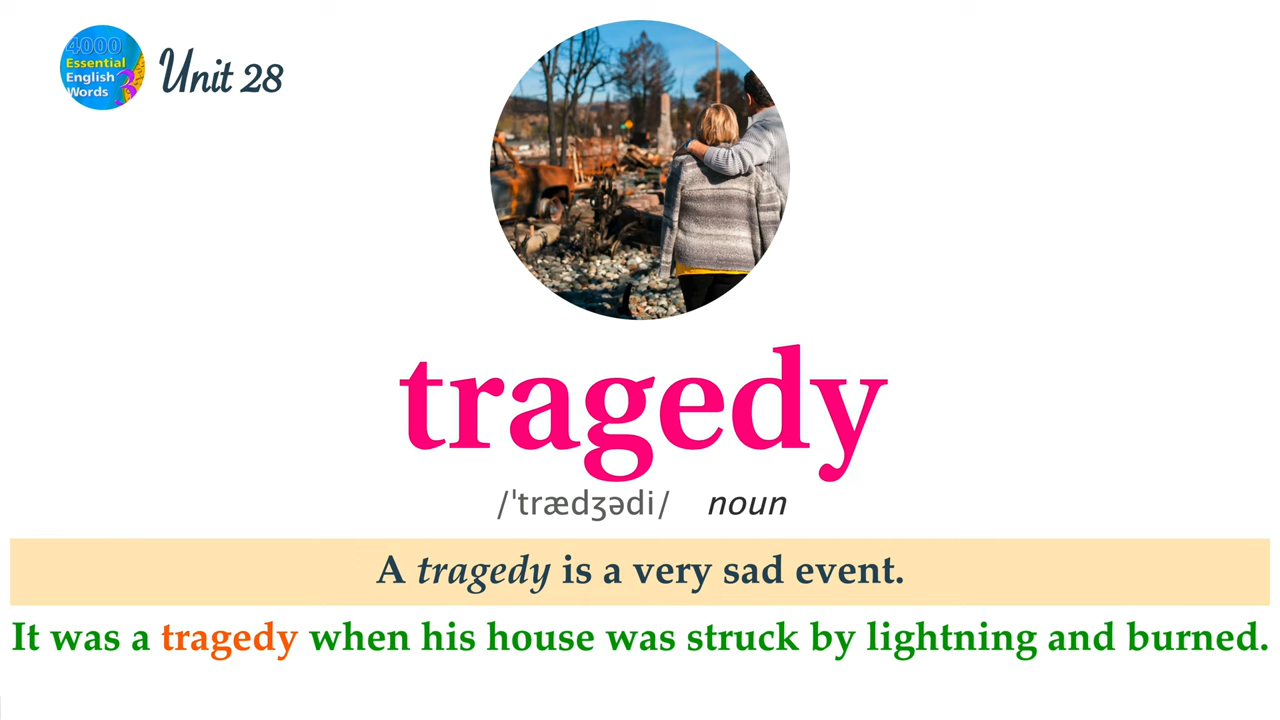 4000
Essential
English
Words 3
Unit 28
tragedy
/ˈtrædʒədi/ noun
A tragedy is a very sad event.
It was a tragedy when his house was struck by lightning and burned.